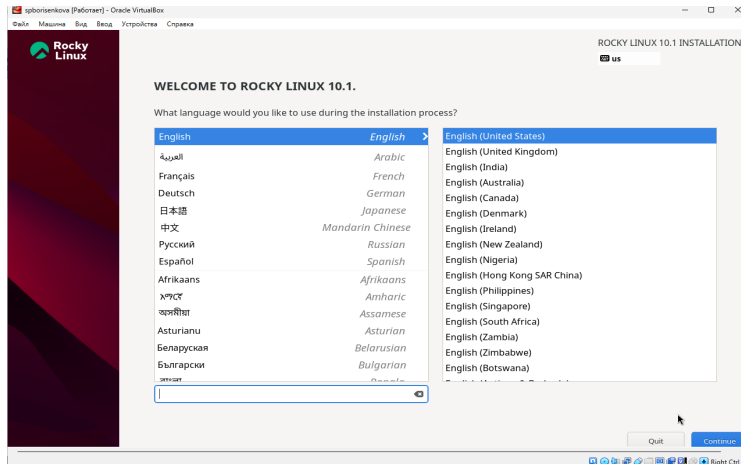 spborisenkova [Работает] - Oracle VirtualBox
Файл Машина Вид Ввод Устройства Справка
Rocky Linux
ROCKY LINUX 10.1 INSTALLATION
us
WELCOME TO ROCKY LINUX 10.1.
What language would you like to use during the installation process?
English English
العربية Arabic
Français French
Deutsch German
日本語 Japanese
中文 Mandarin Chinese
Русский Russian
Español Spanish
Afrikaans Afrikaans
አማርኛ Amharic
অসমীয়া Assamese
Asturianu Asturian
Беларуская Belarusian
Български Bulgarian
English (United States)
English (United Kingdom)
English (India)
English (Australia)
English (Canada)
English (Denmark)
English (Ireland)
English (New Zealand)
English (Nigeria)
English (Hong Kong SAR China)
English (Philippines)
English (Singapore)
English (South Africa)
English (Zambia)
English (Zimbabwe)
English (Botswana)
Quit
Continue
Right Ctrl